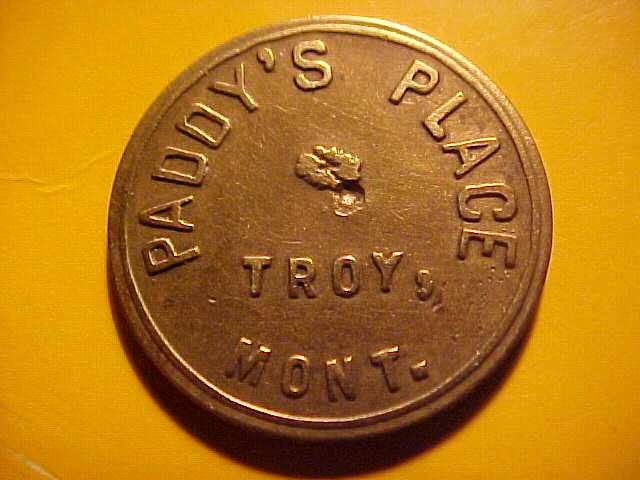 PADDY'S PLACE
TROY,
MONT.